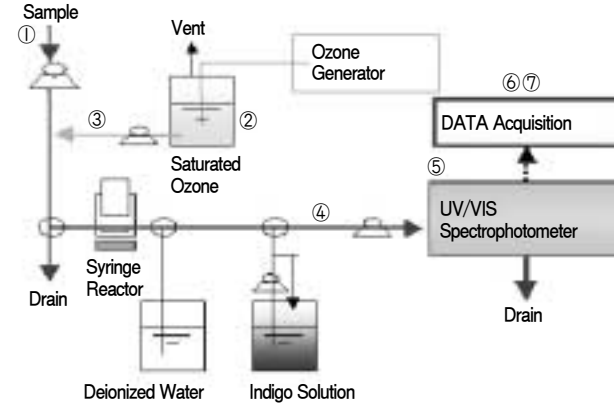 Sample
①
Vent
Ozone
Generator
⑥⑦
③
②
DATA Acquisition
Saturated
Ozone
⑤
④
UV/VIS
Spectrophotometer
Syringe
Reactor
Drain
Drain
Deionized Water
Indigo Solution